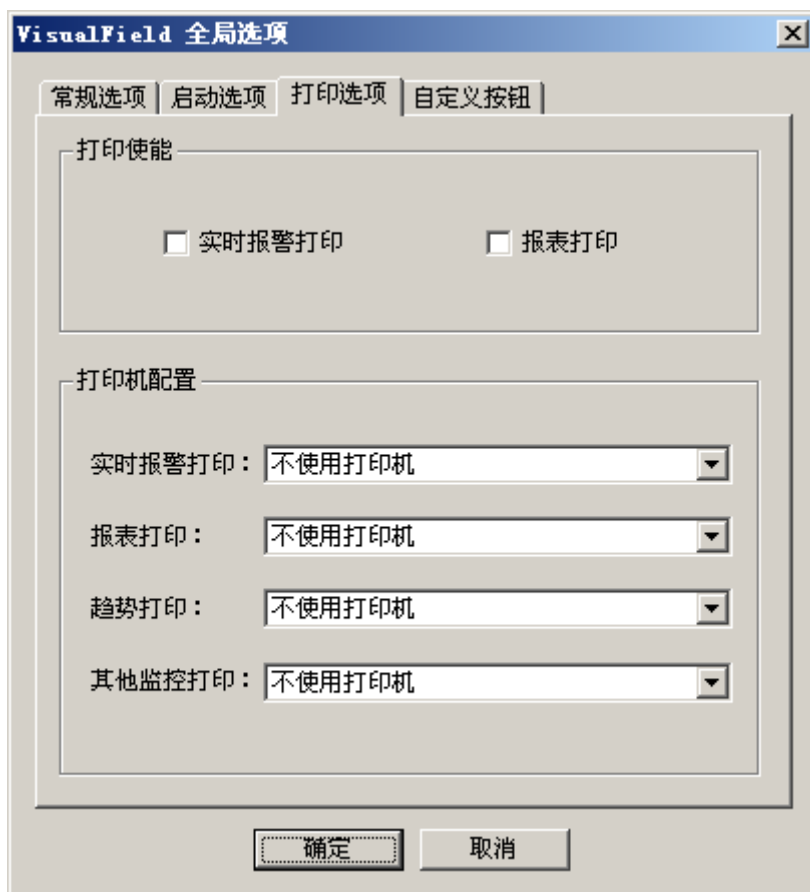 VisualField 全局选项
常规选项 启动选项 打印选项 自定义按钮
打印使能
实时报警打印 报表打印
打印机配置
实时报警打印： 不使用打印机
报表打印： 不使用打印机
趋势打印： 不使用打印机
其他监控打印： 不使用打印机
确定 取消